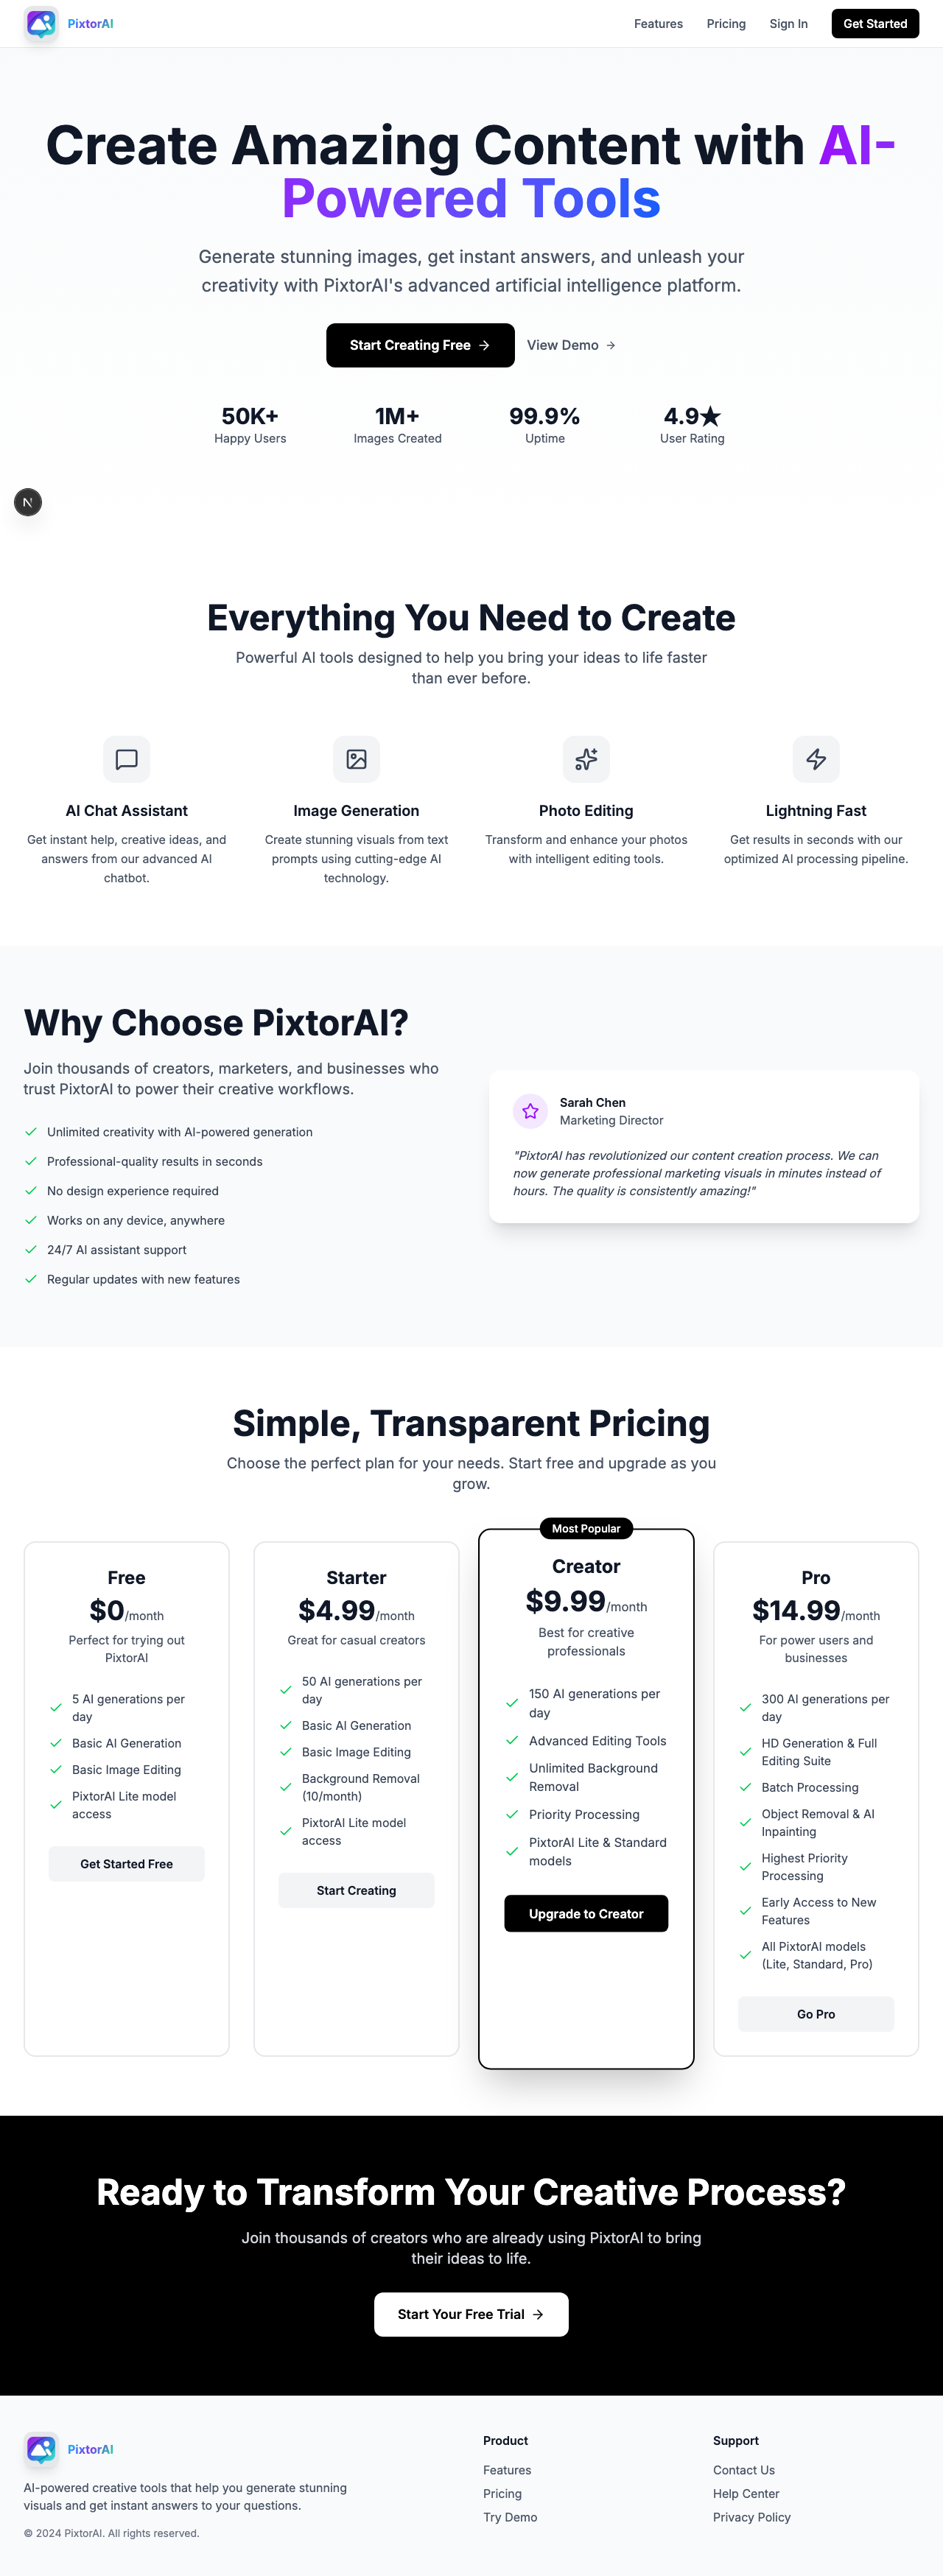 PixtorAI
Features
Pricing
Sign In
Get Started
Create Amazing Content with AI-
Powered Tools
Generate stunning images, get instant answers, and unleash your
creativity with PixtorAI's advanced artificial intelligence platform.
Start Creating Free →
View Demo →
50K+
Happy Users
1M+
Images Created
99.9%
Uptime
4.9★
User Rating
N
Everything You Need to Create
Powerful AI tools designed to help you bring your ideas to life faster
than ever before.
AI Chat Assistant
Get instant help, creative ideas, and
answers from our advanced AI
chatbot.
Image Generation
Create stunning visuals from text
prompts using cutting-edge AI
technology.
Photo Editing
Transform and enhance your photos
with intelligent editing tools.
Lightning Fast
Get results in seconds with our
optimized AI processing pipeline.
Why Choose PixtorAI?
Join thousands of creators, marketers, and businesses who
trust PixtorAI to power their creative workflows.
Unlimited creativity with AI-powered generation
Professional-quality results in seconds
No design experience required
Works on any device, anywhere
24/7 AI assistant support
Regular updates with new features
Sarah Chen
Marketing Director
"PixtorAI has revolutionized our content creation process. We can
now generate professional marketing visuals in minutes instead of
hours. The quality is consistently amazing!"
Simple, Transparent Pricing
Choose the perfect plan for your needs. Start free and upgrade as you
grow.
Free
$0/month
Perfect for trying out
PixtorAI
5 AI generations per
day
Basic AI Generation
Basic Image Editing
PixtorAI Lite model
access
Get Started Free
Starter
$4.99/month
Great for casual creators
50 AI generations per
day
Basic AI Generation
Basic Image Editing
Background Removal
(10/month)
PixtorAI Lite model
access
Start Creating
Most Popular
Creator
$9.99/month
Best for creative
professionals
150 AI generations per
day
Advanced Editing Tools
Unlimited Background
Removal
Priority Processing
PixtorAI Lite & Standard
models
Upgrade to Creator
Pro
$14.99/month
For power users and
businesses
300 AI generations per
day
HD Generation & Full
Editing Suite
Batch Processing
Object Removal & AI
Inpainting
Highest Priority
Processing
Early Access to New
Features
All PixtorAI models
(Lite, Standard, Pro)
Go Pro
Ready to Transform Your Creative Process?
Join thousands of creators who are already using PixtorAI to bring
their ideas to life.
Start Your Free Trial →
PixtorAI
AI-powered creative tools that help you generate stunning
visuals and get instant answers to your questions.
© 2024 PixtorAI. All rights reserved.
Product
Features
Pricing
Try Demo
Support
Contact Us
Help Center
Privacy Policy